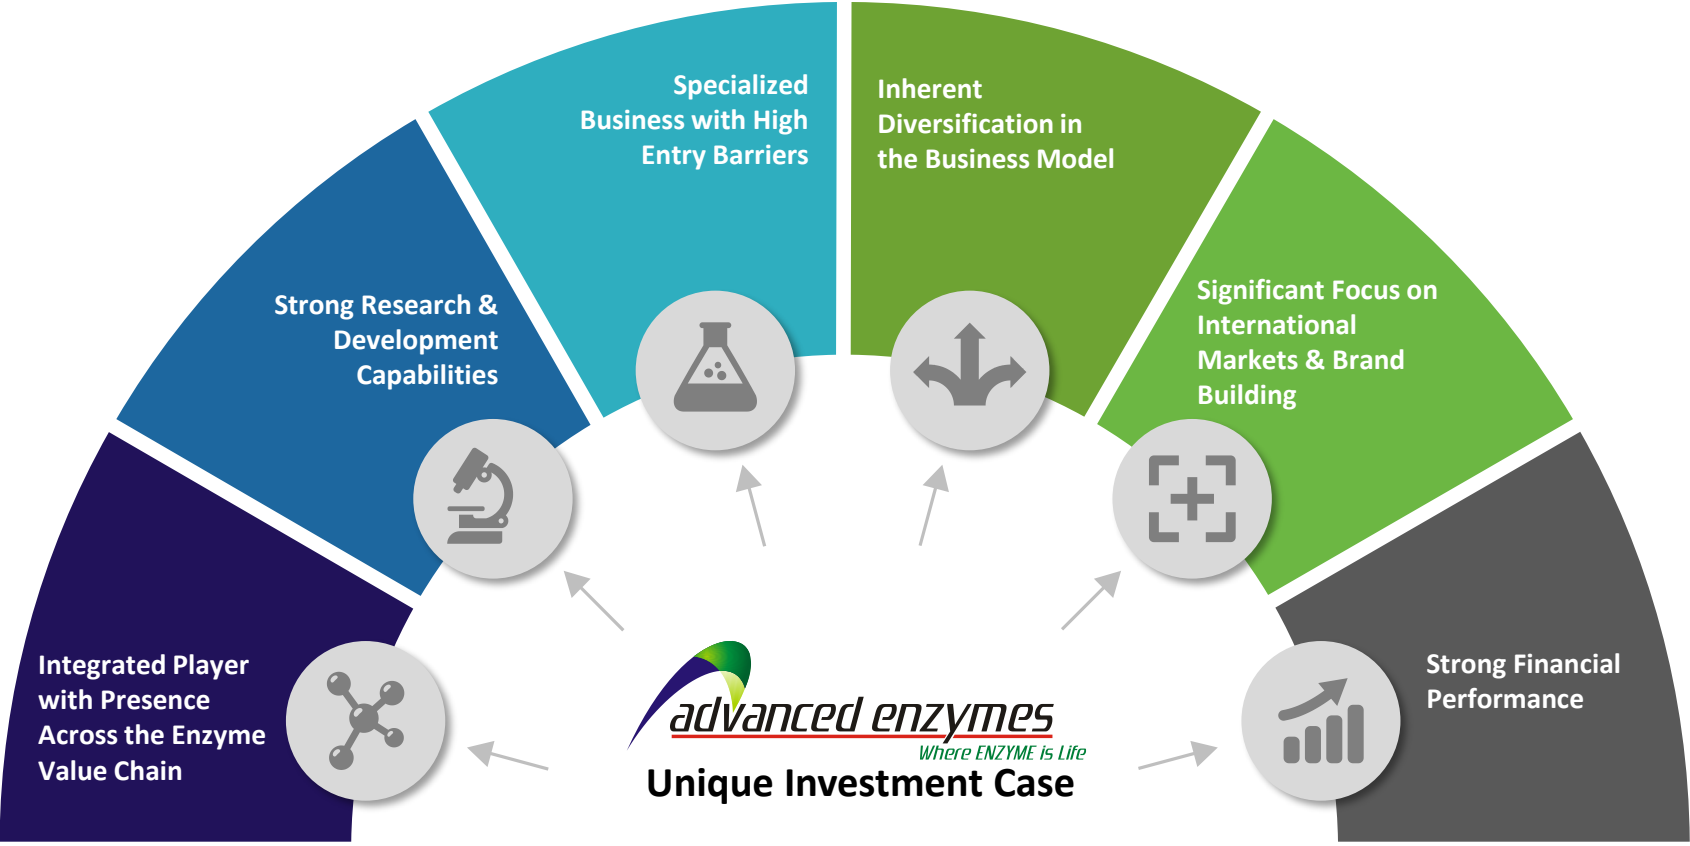 Specialized
Business with High
Entry Barriers
Inherent
Diversification in
the Business Model
Strong Research &
Development
Capabilities
Significant Focus on
International
Markets & Brand
Building
Integrated Player
with Presence
Across the Enzyme
Value Chain
Strong Financial
Performance
advanced enzymes
Where ENZYME is Life
Unique Investment Case